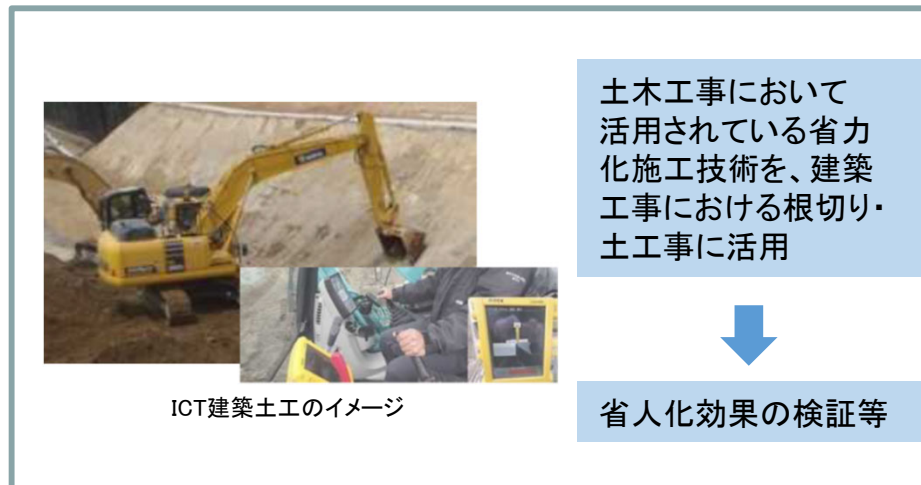 土木工事において
活用されている省力
化施工技術を、建築
工事における根切り・
土工事に活用
省人化効果の検証等
ICT建築土工のイメージ